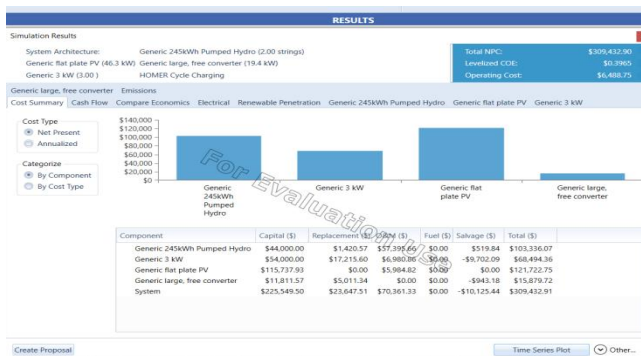 RESULTS
Simulation Results
System Architecture: Generic 245kWh Pumped Hydro (2.00 strings)
Generic flat plate PV (46.3 kW) Generic large, free converter (19.4 kW)
Generic 3 kW (3.00 ) HOMER Cycle Charging
Total NPC: $309,432.90
Levelized COE: $0.3965
Operating Cost: $6,488.75
Generic large, free converter Emissions
Cost Summary Cash Flow Compare Economics Electrical Renewable Penetration Generic 245kWh Pumped Hydro Generic flat plate PV Generic 3 kW
Cost Type
Net Present
Annualized
Categorize
By Component
By Cost Type
$140,000
$120,000
$100,000
$80,000
$60,000
$40,000
$20,000
$0
Generic 245kWh Pumped Hydro
Generic 3 kW
Generic flat plate PV
Generic large, free converter
For Evaluation Use
Component Capital ($) Replacement ($) O&M ($) Fuel ($) Salvage ($) Total ($)
Generic 245kWh Pumped Hydro $44,000.00 $1,420.57 $57,395.66 $0.00 $519.84 $103,336.07
Generic 3 kW $54,000.00 $17,215.60 $6,980.86 $0.00 -$9,702.09 $68,494.36
Generic flat plate PV $115,737.93 $0.00 $5,984.82 $0.00 $0.00 $121,722.75
Generic large, free converter $11,811.57 $5,011.34 $0.00 $0.00 -$943.18 $15,879.72
System $225,549.50 $23,647.51 $70,361.33 $0.00 -$10,125.44 $309,432.91
Create Proposal
Time Series Plot
Other...